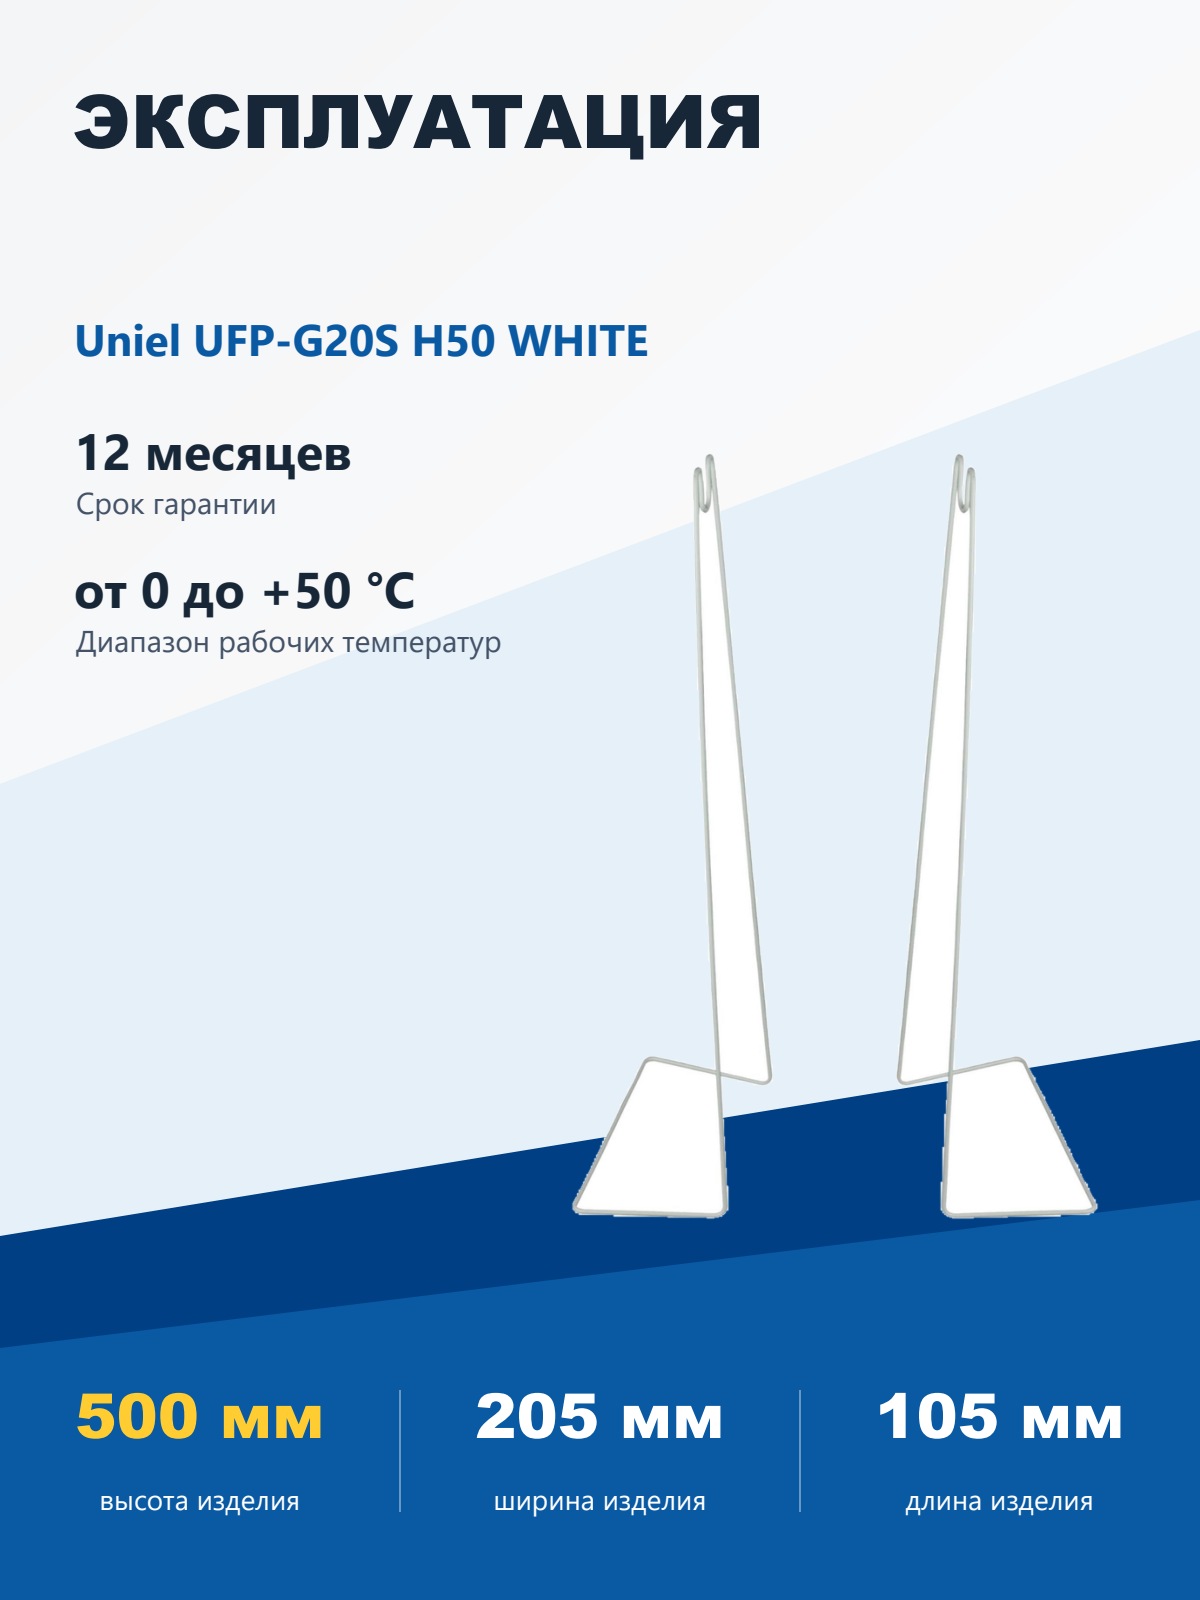 ЭКСПЛУАТАЦИЯ
Uniel UFP-G20S H50 WHITE
12 месяцев
Срок гарантии
от 0 до +50 °C
Диапазон рабочих температур
500 мм
высота изделия
205 мм
ширина изделия
105 мм
длина изделия